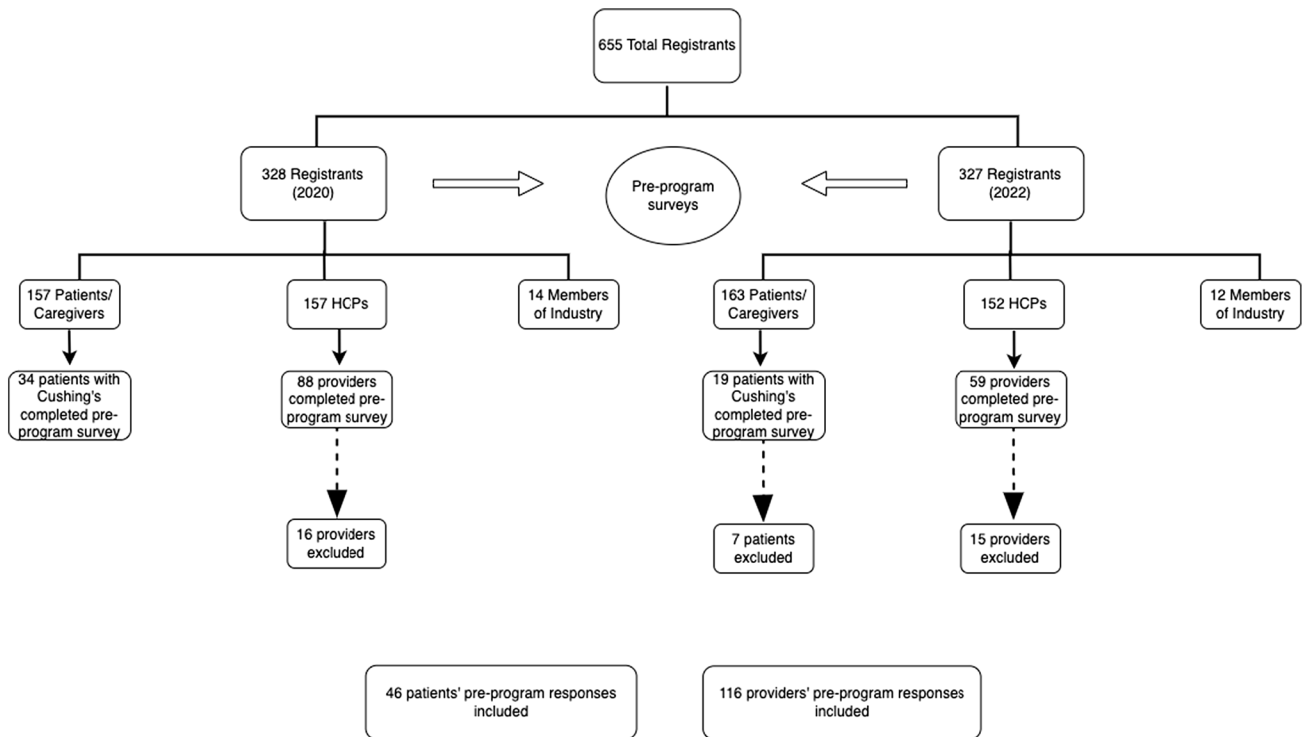 655 Total Registrants
328 Registrants
(2020)
Pre-program
surveys
327 Registrants
(2022)
157 Patients/
Caregivers
157 HCPs
14 Members
of Industry
163 Patients/
Caregivers
152 HCPs
12 Members
of Industry
34 patients with
Cushing's
completed pre-
program survey
88 providers
completed pre-
program survey
19 patients with
Cushing's
completed pre-
program survey
59 providers
completed pre-
program survey
16 providers
excluded
7 patients
excluded
15 providers
excluded
46 patients' pre-program responses
included
116 providers' pre-program responses
included